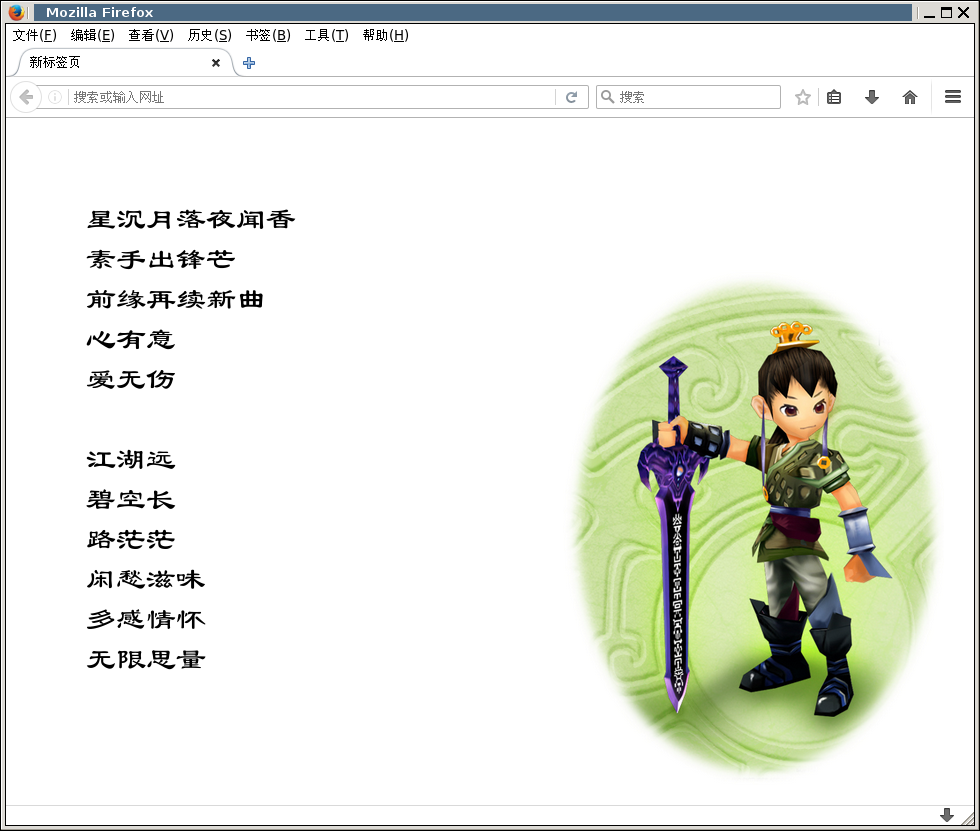 Mozilla Firefox
文件(F) 编辑(E) 查看(V) 历史(S) 书签(B) 工具(T) 帮助(H)
新标签页
搜索或输入网址 搜索
星沉月落夜闻香
素手出锋芒
前缘再续新曲
心有意
爱无伤
江湖远
碧空长
路茫茫
闲愁滋味
多感情怀
无限思量